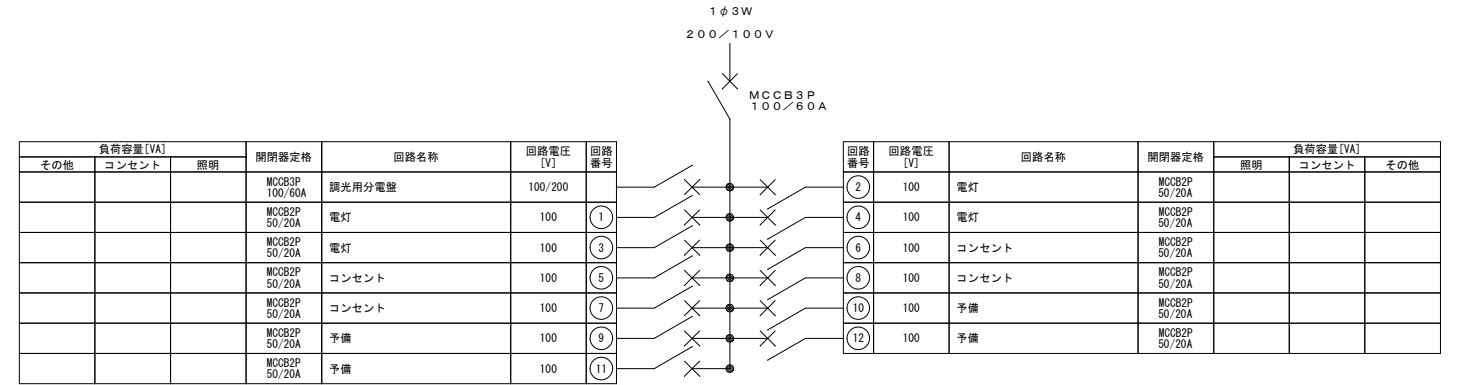 1φ3W
200/100V
MCCB3P
100/60A
負荷容量[VA] 開閉器定格 回路名称 回路電圧[V] 回路番号
その他 コンセント 照明
MCCB3P 100/60A 調光用分電盤 100/200
MCCB2P 50/20A 電灯 100 1
MCCB2P 50/20A 電灯 100 3
MCCB2P 50/20A コンセント 100 5
MCCB2P 50/20A コンセント 100 7
MCCB2P 50/20A 予備 100 9
MCCB2P 50/20A 予備 100 11
回路番号 回路電圧[V] 回路名称 開閉器定格 負荷容量[VA]
照明 コンセント その他
2 100 電灯 MCCB2P 50/20A
4 100 電灯 MCCB2P 50/20A
6 100 コンセント MCCB2P 50/20A
8 100 コンセント MCCB2P 50/20A
10 100 予備 MCCB2P 50/20A
12 100 予備 MCCB2P 50/20A